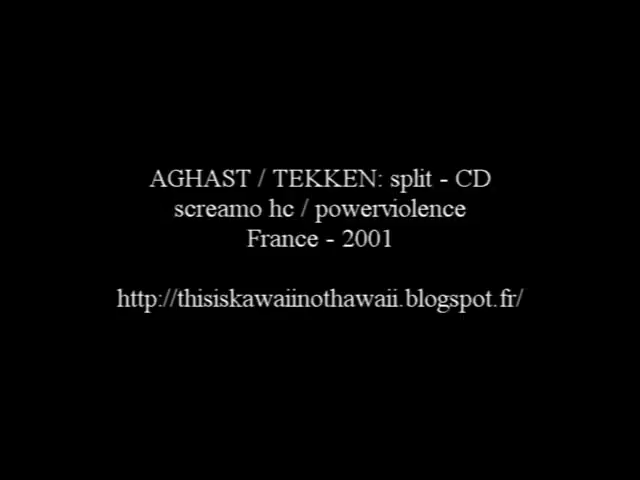 AGHAST / TEKKEN: split - CD
screamo hc / powerviolence
France - 2001
http://thisiskawaiinothawaii.blogspot.fr/